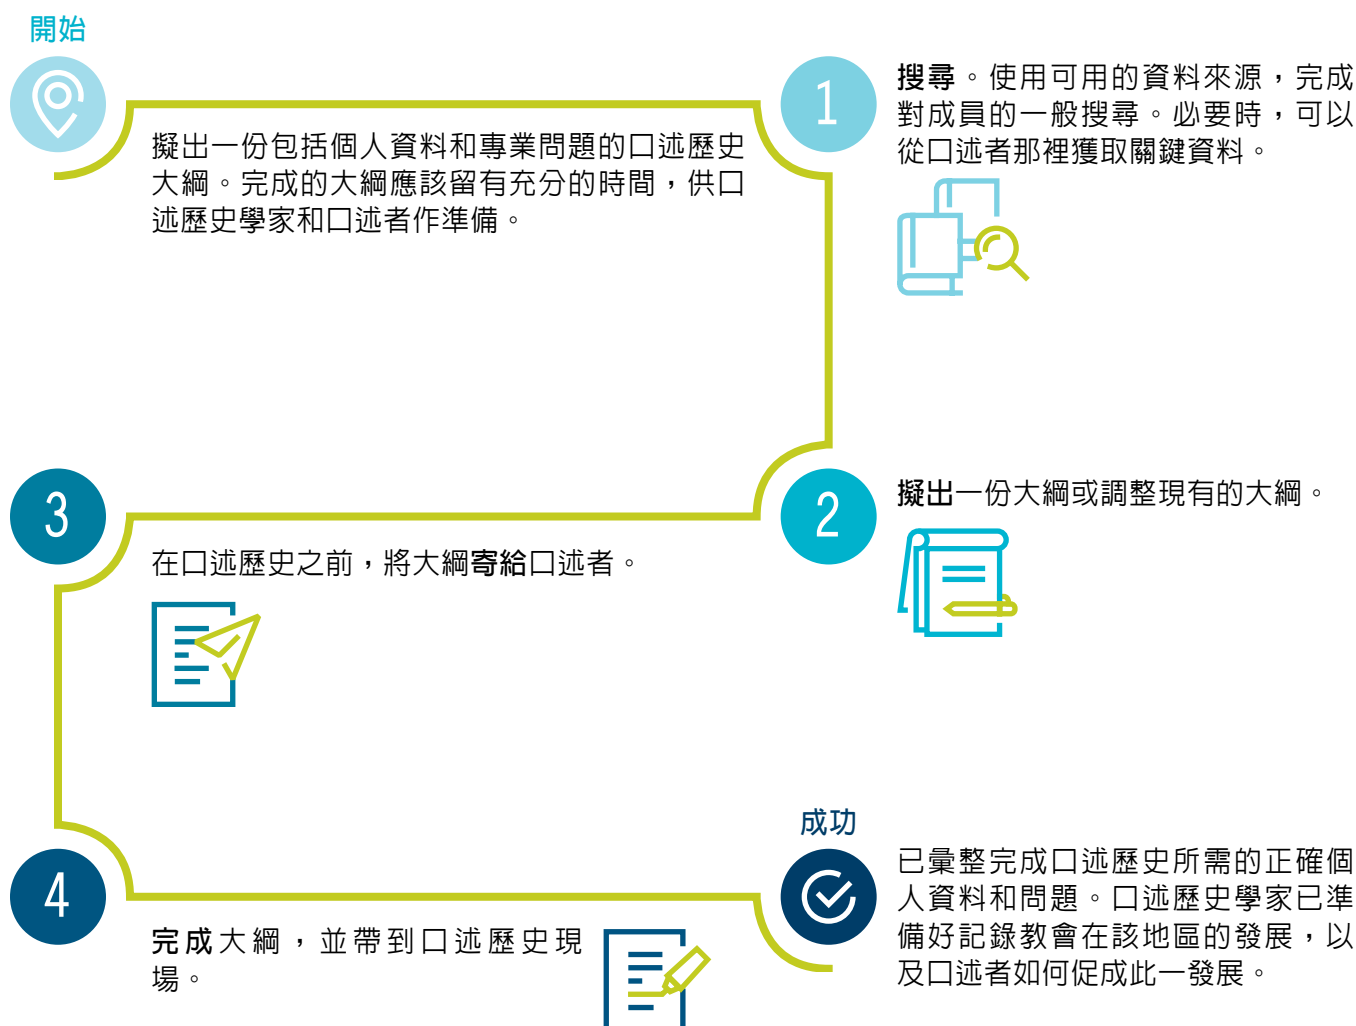 開始
擬出一份包括個人資料和專業問題的口述歷史
大綱。完成的大綱應該留有充分的時間，供口
述歷史學家和口述者作準備。
1
搜尋。使用可用的資料來源，完成
對成員的一般搜尋。必要時，可以
從口述者那裡獲取關鍵資料。
2
擬出一份大綱或調整現有的大綱。
3
在口述歷史之前，將大綱寄給口述者。
4
完成大綱，並帶到口述歷史現
場。
成功
已彙整完成口述歷史所需的正確個
人資料和問題。口述歷史學家已準
備好記錄教會在該地區的發展，以
及口述者如何促成此一發展。